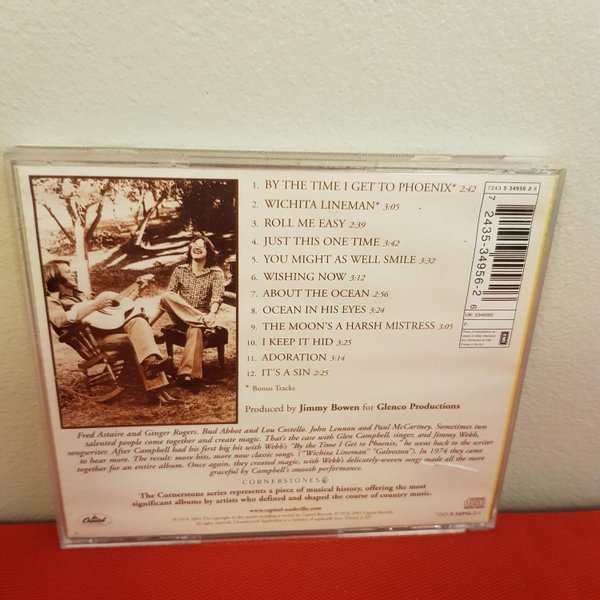 1. BY THE TIME I GET TO PHOENIX* 2:42
2. WICHITA LINEMAN* 3:05
3. ROLL ME EASY 2:39
4. JUST THIS ONE TIME 3:42
5. YOU MIGHT AS WELL SMILE 3:32
6. WISHING NOW 3:12
7. ABOUT THE OCEAN 2:56
8. OCEAN IN HIS EYES 3:24
9. THE MOON'S A HARSH MISTRESS 3:05
10. I KEEP IT HID 3:25
11. ADORATION 3:14
12. IT'S A SIN 2:25
* Bonus Tracks
Produced by Jimmy Bowen for Glenco Productions
7243 5 34956 2 6
7 2435-34956-2 6
UK: 5349562
Fred Astaire and Ginger Rogers. Bud Abbot and Lou Costello. John Lennon and Paul McCartney. Sometimes two
talented people come together and create magic. That's the case with Glen Campbell, singer, and Jimmy Webb,
songwriter. After Campbell had his first big hit with Webb's "By the Time I Get to Phoenix," he went back to the writer
to hear more. The result: more hits, more now classic songs. ("Wichita Lineman" "Galveston"). In 1974 they came
together for an entire album. Once again, they created magic, with Webb's delicately-woven songs made all the more
graceful by Campbell's smooth performance.
CORNERSTONES
The Cornerstone series represents a piece of musical history, offering the most
significant albums by artists who defined and shaped the course of country music.
www.capitol-nashville.com
Capitol
7243 5 34956 2 6